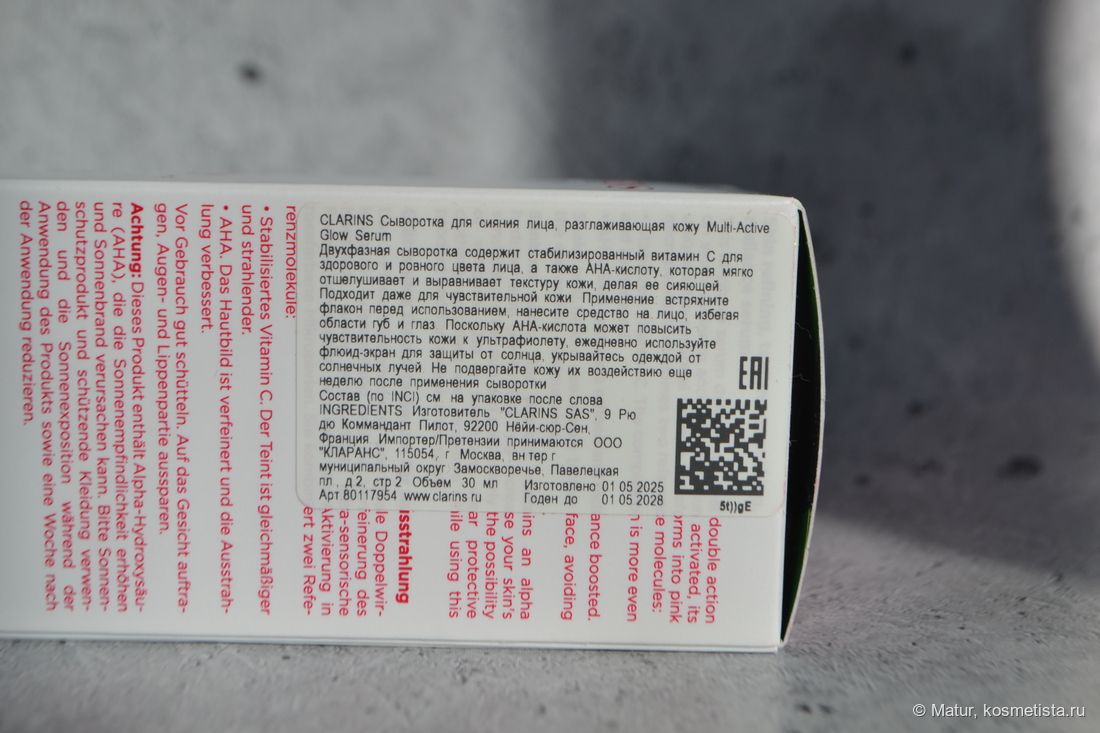 CLARINS Сыворотка для сияния лица, разглаживающая кожу Multi-Active
Glow Serum
Двухфазная сыворотка содержит стабилизированный витамин С для
здорового и ровного цвета лица, а также АНА-кислоту, которая мягко
отшелушивает и выравнивает текстуру кожи, делая ее сияющей
Подходит даже для чувствительной кожи Применение встряхните
флакон перед использованием, нанесите средство на лицо, избегая
области губ и глаз Поскольку АНА-кислота может повысить
чувствительность кожи к ультрафиолету, ежедневно используйте
флюид-экран для защиты от солнца, укрывайтесь одеждой от
солнечных лучей Не подвергайте кожу их воздействию еще
неделю после применения сыворотки
Состав (по INCI) см на упаковке после слова
INGREDIENTS Изготовитель "CLARINS SAS", 9 Рю
дю Коммандант Пилот, 92200 Нёйи-сюр-Сен,
Франция Импортер/Претензии принимаются ООО
"КЛАРАНС", 115054, г Москва, вн тер г
муниципальный округ Замоскворечье, Павелецкая
пл, д 2, стр 2 Объем 30 мл
Арт 80117954 www.clarins ru
Изготовлено 01 05 2025
Годен до 01 05 2028
EAC
5t))gE
double action
activated, its
rms into pink
e molecules:
n is more even
ance boosted.
face, avoiding
ins an alpha
se your skin's
the possibility
ar protective
ile using this
sstrahlung
le Doppelwir-
einerung des
a-sensorische
ktivierung in
ert zwei Refe-
renzmoleküle:
• Stabilisiertes Vitamin C. Der Teint ist gleichmäßiger
und strahlender.
• AHA. Das Hautbild ist verfeinert und die Ausstrah-
lung verbessert.
Vor Gebrauch gut schütteln. Auf das Gesicht auftra-
gen, Augen- und Lippenpartie aussparen.
Achtung: Dieses Produkt enthält Alpha-Hydroxysäu-
re (AHA), die die Sonnenempfindlichkeit erhöhen
und Sonnenbrand verursachen kann. Bitte Sonnen-
schutzprodukt und schützende Kleidung verwen-
den und die Sonnenexposition während der
Anwendung des Produkts sowie eine Woche nach
der Anwendung reduzieren.
© Matur, kosmetista.ru